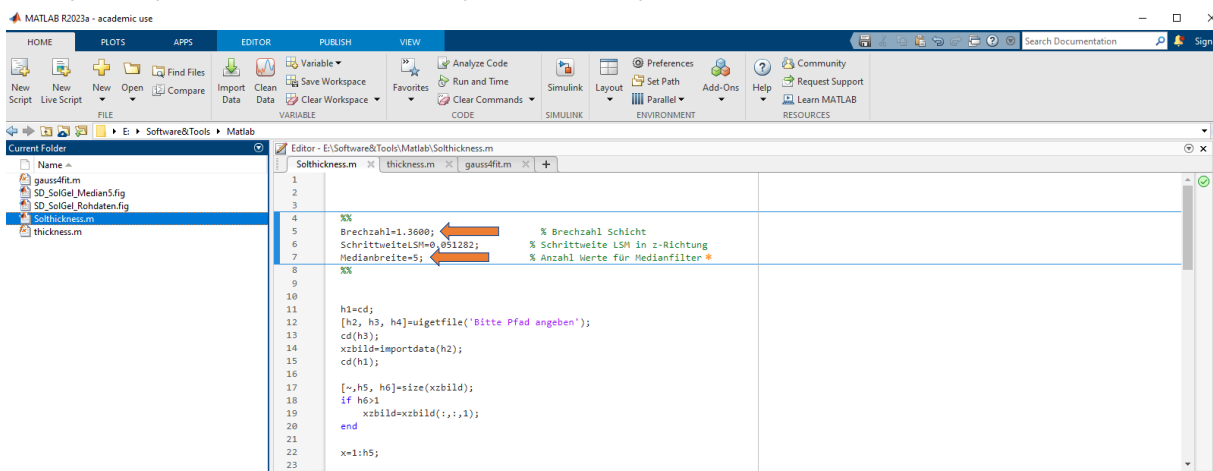 MATLAB R2023a - academic use
HOME PLOTS APPS EDITOR PUBLISH VIEW Search Documentation Sign
New Script
New Live Script
New
Open
Find Files
Compare
Import Data
Clean Data
Variable
Save Workspace
Clear Workspace
Favorites
Analyze Code
Run and Time
Clear Commands
Simulink
Layout
Preferences
Set Path
Parallel
Add-Ons
Help
Community
Request Support
Learn MATLAB
FILE VARIABLE CODE SIMULINK ENVIRONMENT RESOURCES
E: Software&Tools Matlab
Current Folder
Name
gauss4fit.m
SD_SolGel_Median5.fig
SD_SolGel_Rohdaten.fig
Solthickness.m
thickness.m
Editor - E:\Software&Tools\Matlab\Solthickness.m
Solthickness.m thickness.m gauss4fit.m +
1
2
3
4 %%
5 Brechzahl=1.3600; % Brechzahl Schicht
6 SchrittweiteLSM=0.051282; % Schrittweite LSM in z-Richtung
7 Medianbreite=5; % Anzahl Werte für Medianfilter *
8 %%
9
10
11 h1=cd;
12 [h2, h3, h4]=uigetfile('Bitte Pfad angeben');
13 cd(h3);
14 xzbild=importdata(h2);
15 cd(h1);
16
17 [~,h5, h6]=size(xzbild);
18 if h6>1
19 xzbild=xzbild(:,:,1);
20 end
21
22 x=1:h5;
23